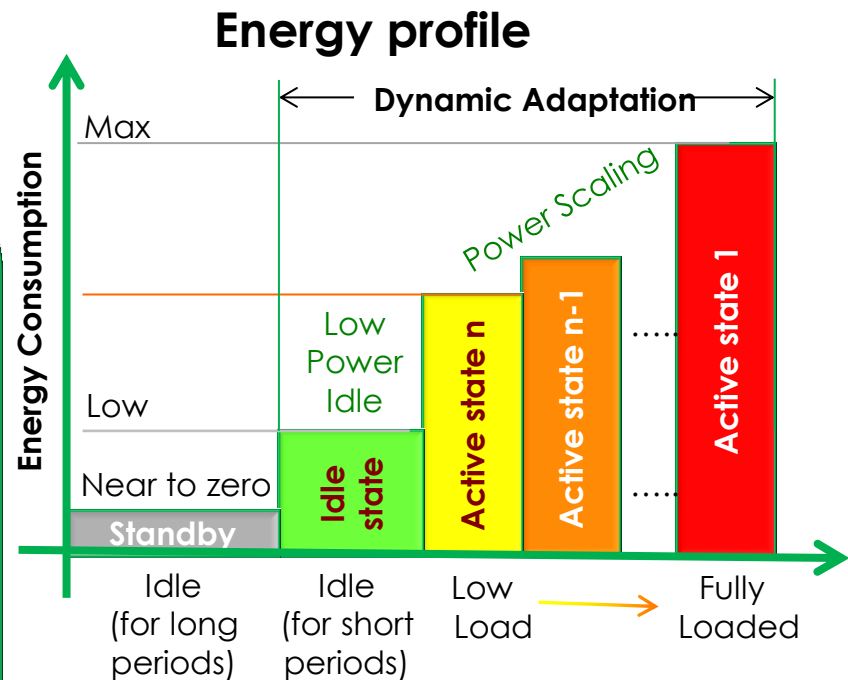 Energy profile
Dynamic Adaptation
Max
Power Scaling
Energy Consumption
Low
Power
Idle
Low
Near to zero
Standby
Idle
state
Active state n
Active state n-1
.....
.....
Active state 1
Idle
(for long
periods)
Idle
(for short
periods)
Low
Load
Fully
Loaded